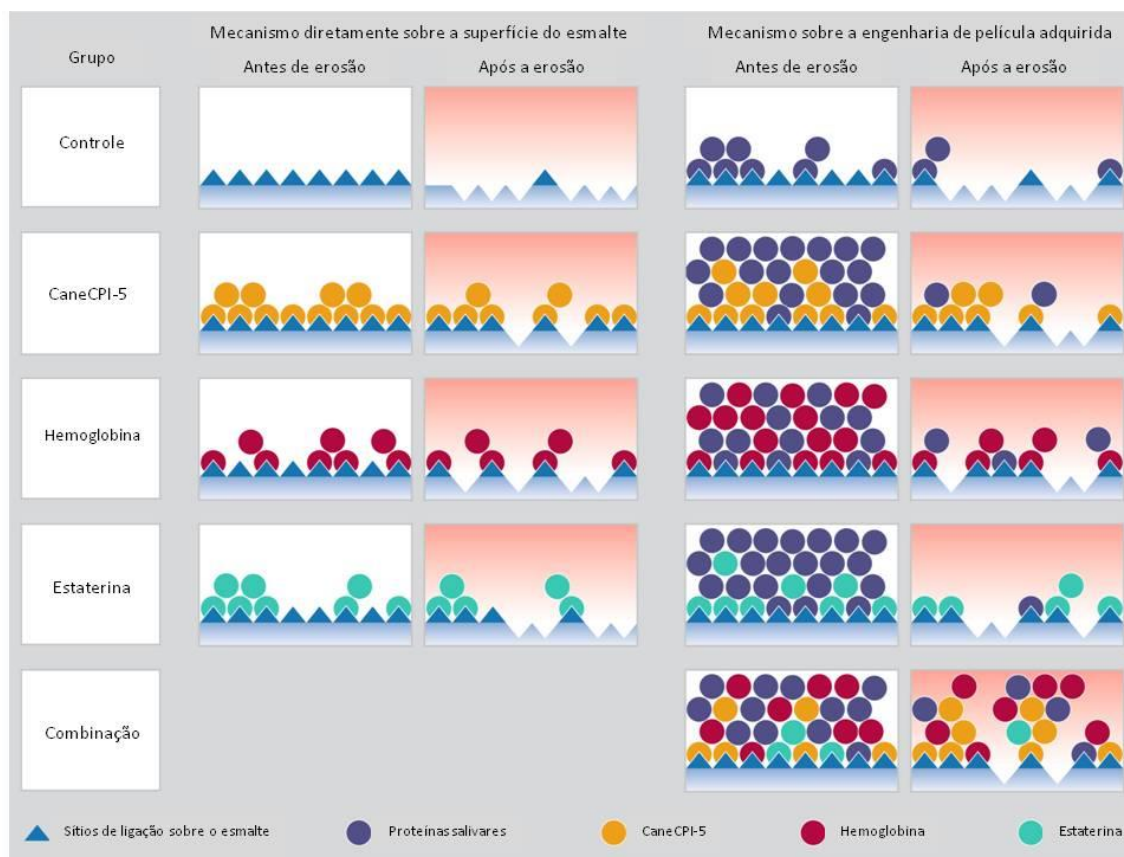 Grupo
Mecanismo diretamente sobre a superfície do esmalte
Mecanismo sobre a engenharia de película adquirida
Antes de erosão
Após a erosão
Antes de erosão
Após a erosão
Controle
CaneCPI-5
Hemoglobina
Estaterina
Combinação
Sítios de ligação sobre o esmalte
Proteínas salivares
CaneCPI-5
Hemoglobina
Estaterina